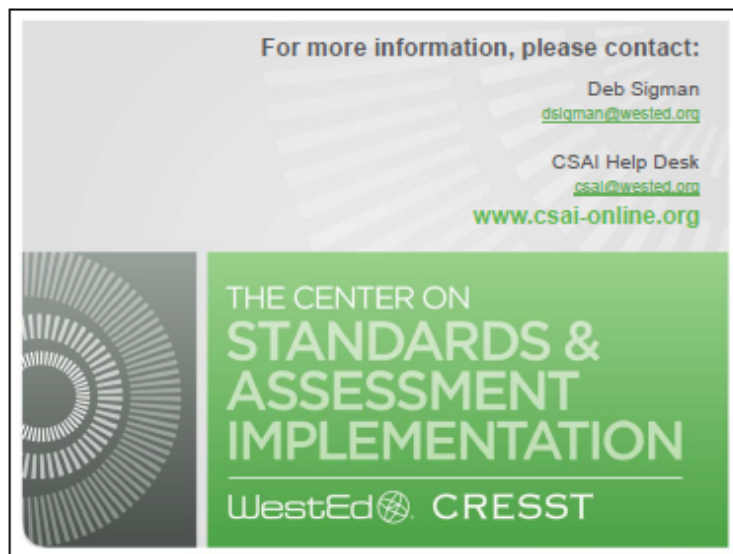 For more information, please contact:
Deb Sigman
dsigman@wested.org
CSAI Help Desk
csai@wested.org
www.csai-online.org
THE CENTER ON
STANDARDS &
ASSESSMENT
IMPLEMENTATION
WestEd CRESST